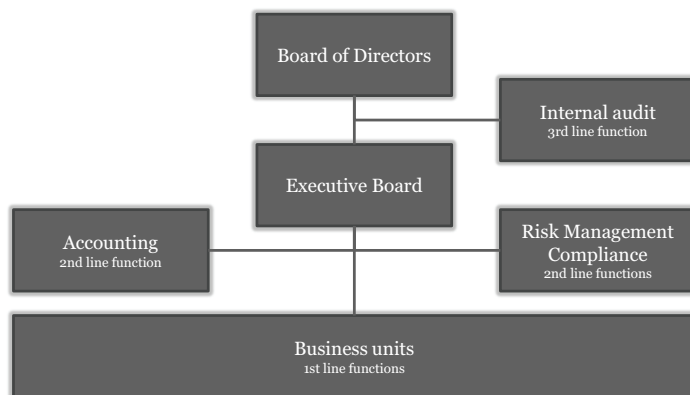 Board of Directors
Internal audit
3rd line function
Executive Board
Accounting
2nd line function
Risk Management
Compliance
2nd line functions
Business units
1st line functions